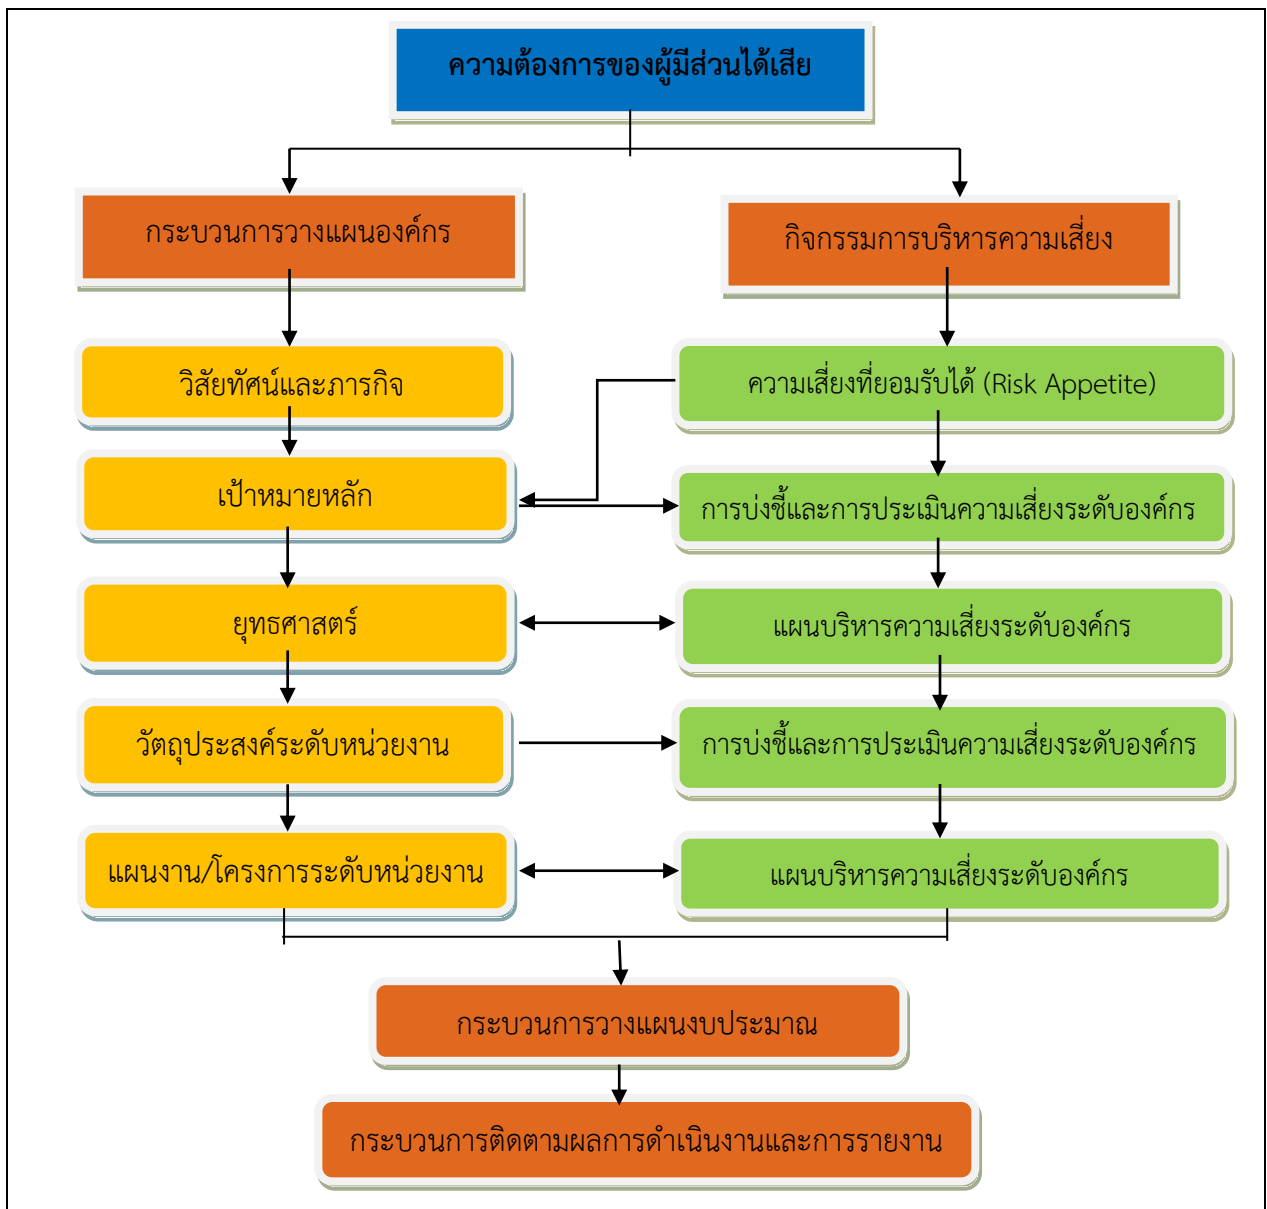 ความต้องการของผู้มีส่วนได้เสีย
กระบวนการวางแผนองค์กร
กิจกรรมการบริหารความเสี่ยง
วิสัยทัศน์และภารกิจ
ความเสี่ยงที่ยอมรับได้ (Risk Appetite)
เป้าหมายหลัก
การบ่งชี้และการประเมินความเสี่ยงระดับองค์กร
ยุทธศาสตร์
แผนบริหารความเสี่ยงระดับองค์กร
วัตถุประสงค์ระดับหน่วยงาน
การบ่งชี้และการประเมินความเสี่ยงระดับองค์กร
แผนงาน/โครงการระดับหน่วยงาน
แผนบริหารความเสี่ยงระดับองค์กร
กระบวนการวางแผนงบประมาณ
กระบวนการติดตามผลการดำเนินงานและการรายงาน